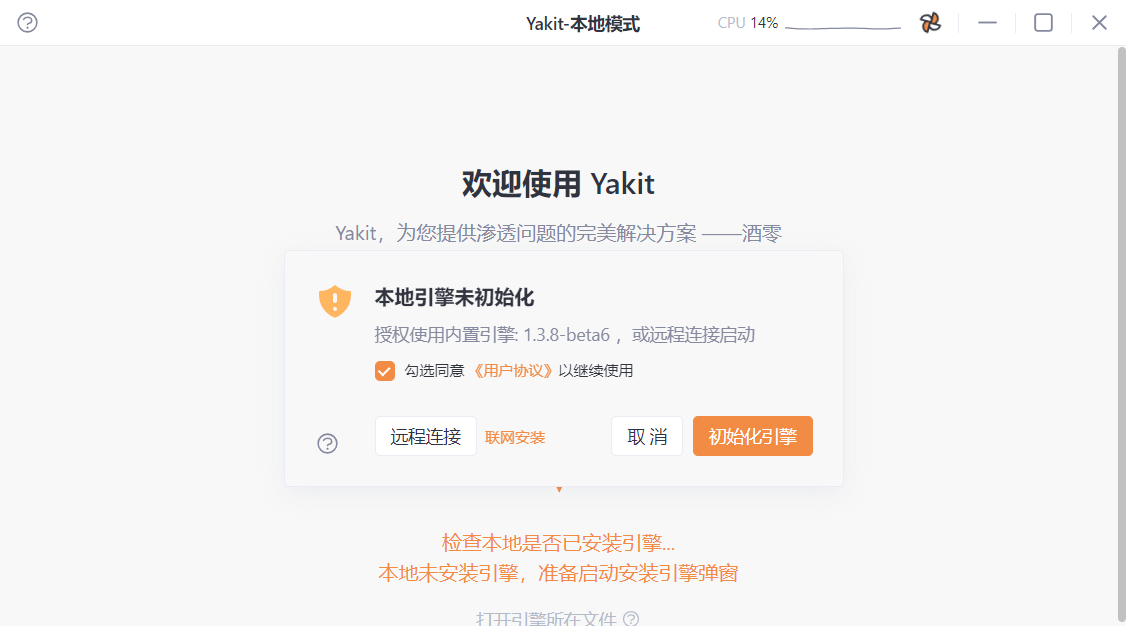 Yakit-本地模式
CPU 14%
欢迎使用 Yakit
Yakit，为您提供渗透问题的完美解决方案 ——酒零
本地引擎未初始化
授权使用内置引擎: 1.3.8-beta6 ，或远程连接启动
勾选同意《用户协议》以继续使用
远程连接 联网安装 取 消 初始化引擎
检查本地是否已安装引擎...
本地未安装引擎，准备启动安装引擎弹窗
打开引擎所在文件